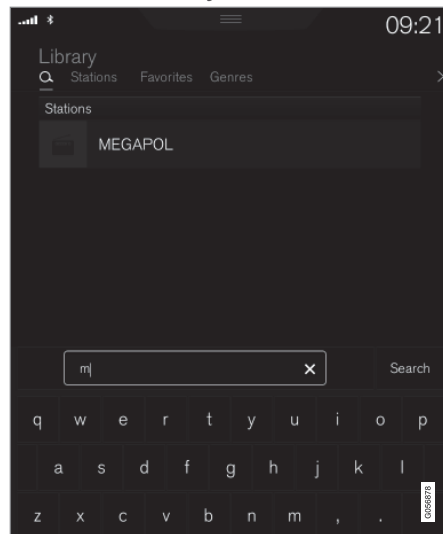 09:21
Library
Stations Favorites Genres
Stations
MEGAPOL
m
Search
q w e r t y u i o p
a s d f g h j k l
z x c v b n m , .
G056878